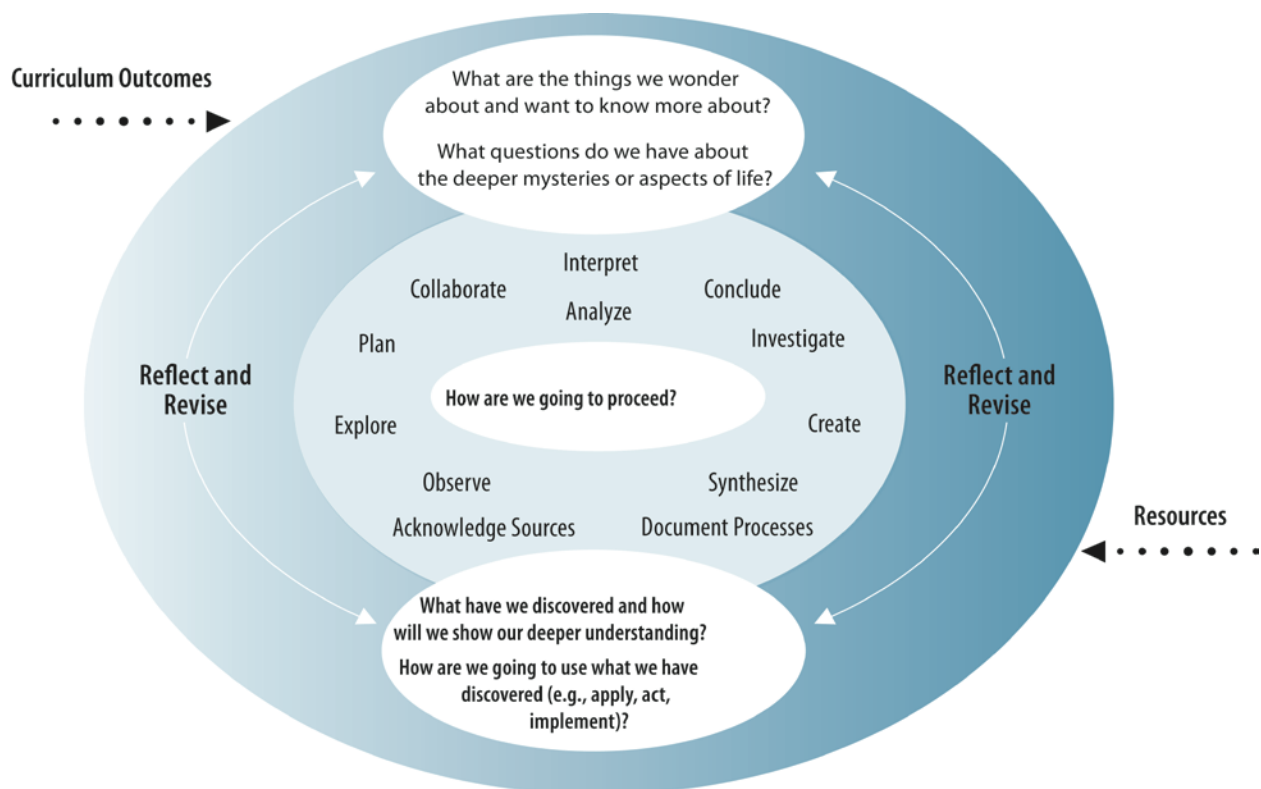 Curriculum Outcomes
What are the things we wonder
about and want to know more about?
What questions do we have about
the deeper mysteries or aspects of life?
Interpret
Collaborate
Conclude
Analyze
Plan
Investigate
Reflect and
Revise
How are we going to proceed?
Reflect and
Revise
Explore
Create
Observe
Synthesize
Acknowledge Sources
Document Processes
Resources
What have we discovered and how
will we show our deeper understanding?
How are we going to use what we have
discovered (e.g., apply, act,
implement)?